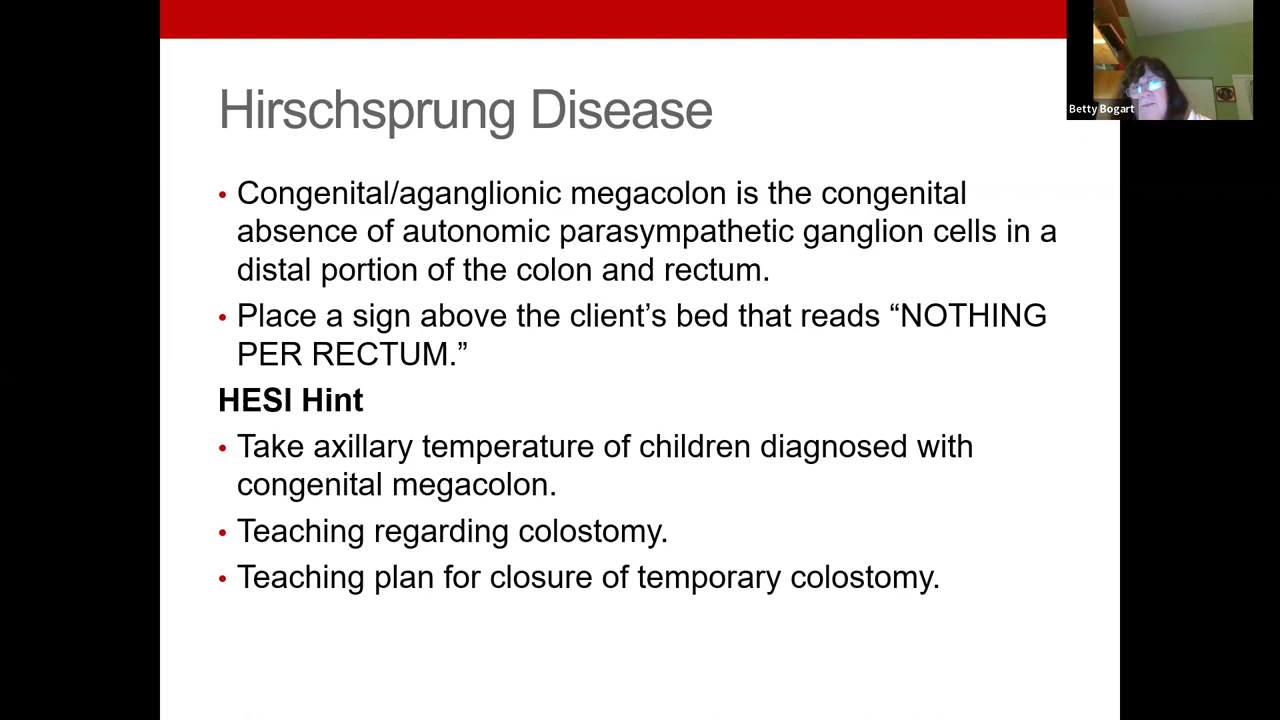 Hirschsprung Disease
Betty Bogart
• Congenital/aganglionic megacolon is the congenital
absence of autonomic parasympathetic ganglion cells in a
distal portion of the colon and rectum.
• Place a sign above the client’s bed that reads “NOTHING
PER RECTUM.”
HESI Hint
• Take axillary temperature of children diagnosed with
congenital megacolon.
• Teaching regarding colostomy.
• Teaching plan for closure of temporary colostomy.